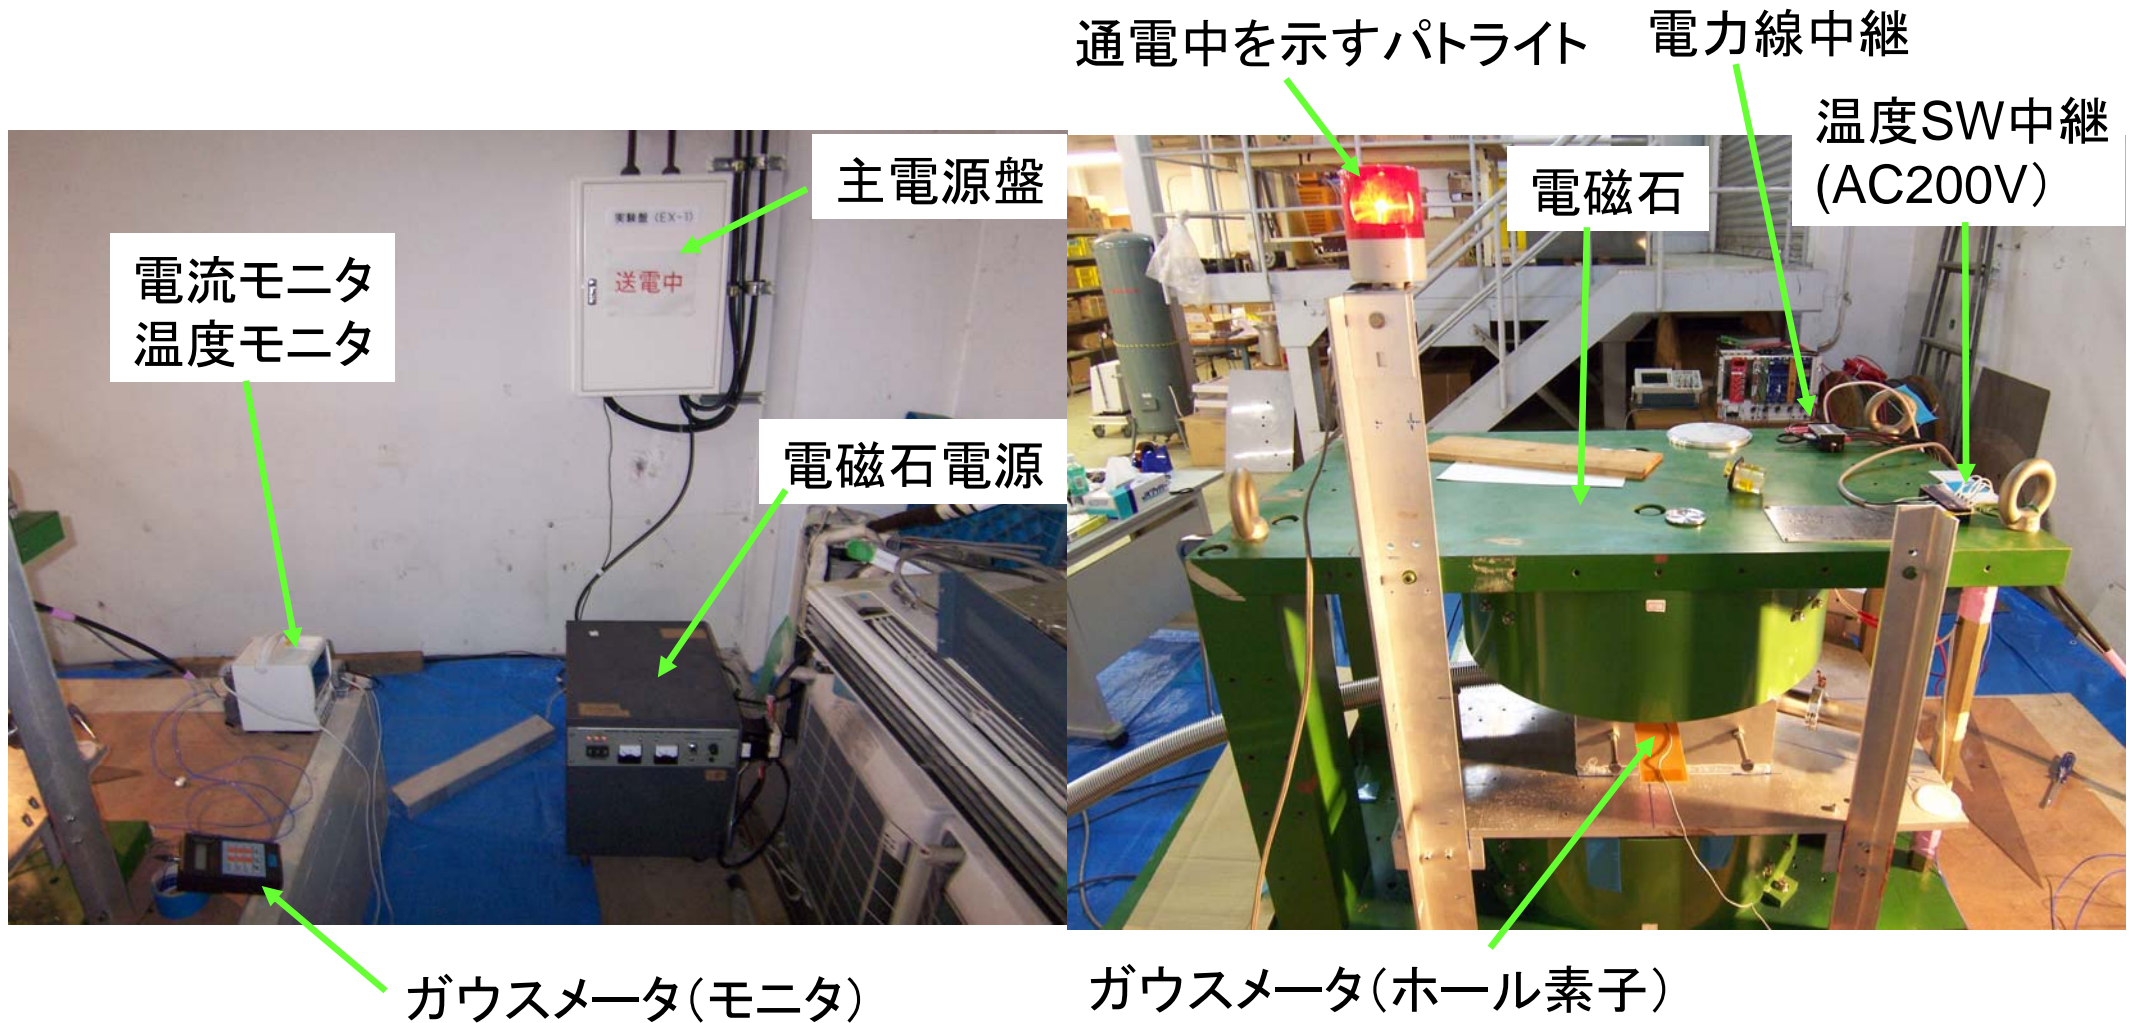 通電中を示すパトライト
電力線中継
温度SW中継
(AC200V）
主電源盤
電磁石
実験盤（EX-1）
送電中
電流モニタ
温度モニタ
電磁石電源
ガウスメータ（モニタ）
ガウスメータ（ホール素子）